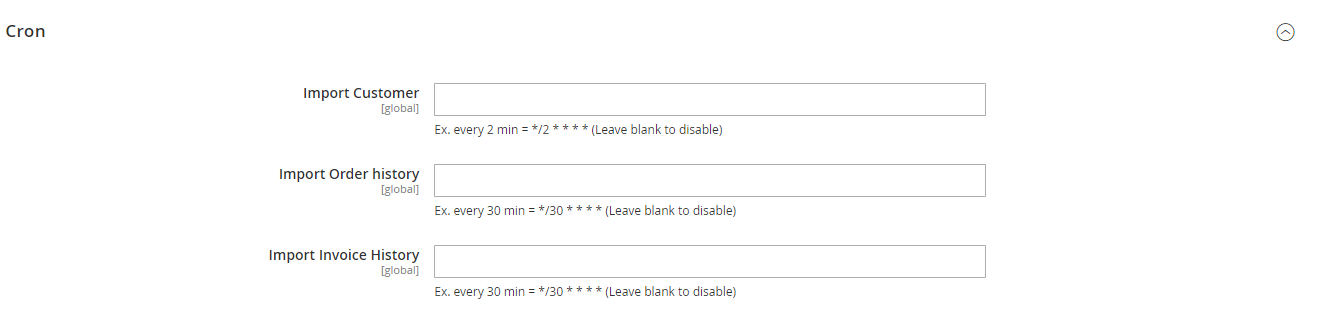 Cron
Import Customer
[global]
Ex. every 2 min = */2 * * * * (Leave blank to disable)
Import Order history
[global]
Ex. every 30 min = */30 * * * * (Leave blank to disable)
Import Invoice History
[global]
Ex. every 30 min = */30 * * * * (Leave blank to disable)